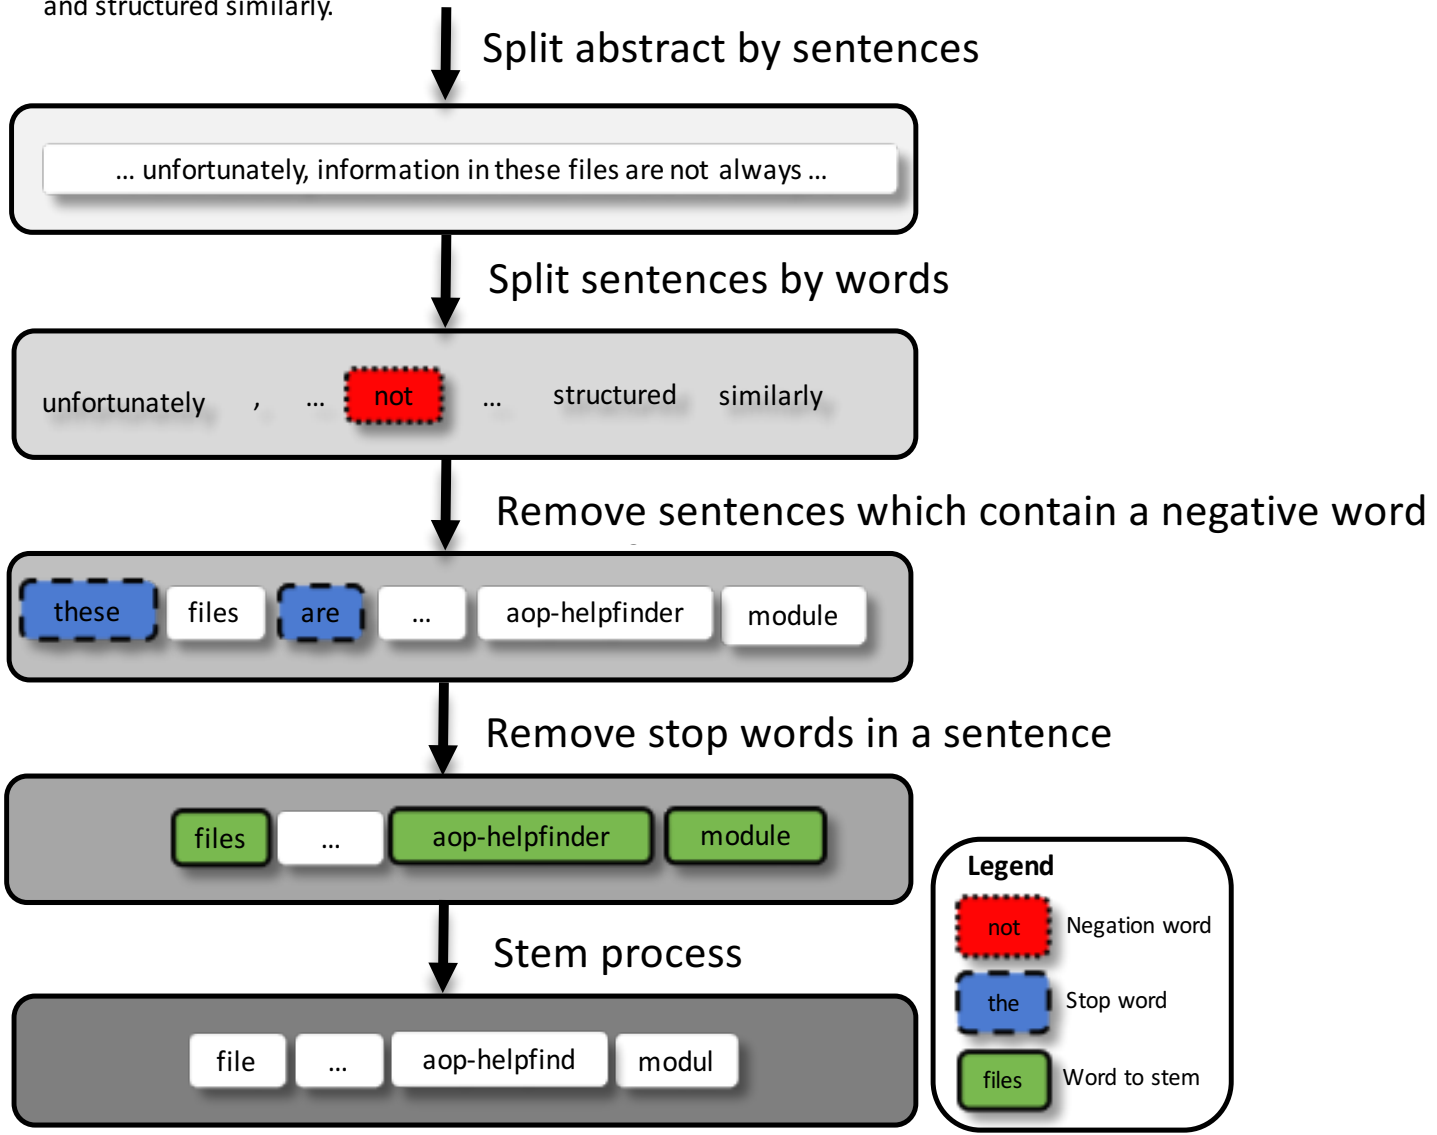 and structured similarly.
Split abstract by sentences
... unfortunately, information in these files are not always ...
Split sentences by words
unfortunately , ... not ... structured similarly
Remove sentences which contain a negative word
these files are ... aop-helpfinder module
Remove stop words in a sentence
files ... aop-helpfinder module
Stem process
file ... aop-helpfind modul
Legend
not Negation word
the Stop word
files Word to stem